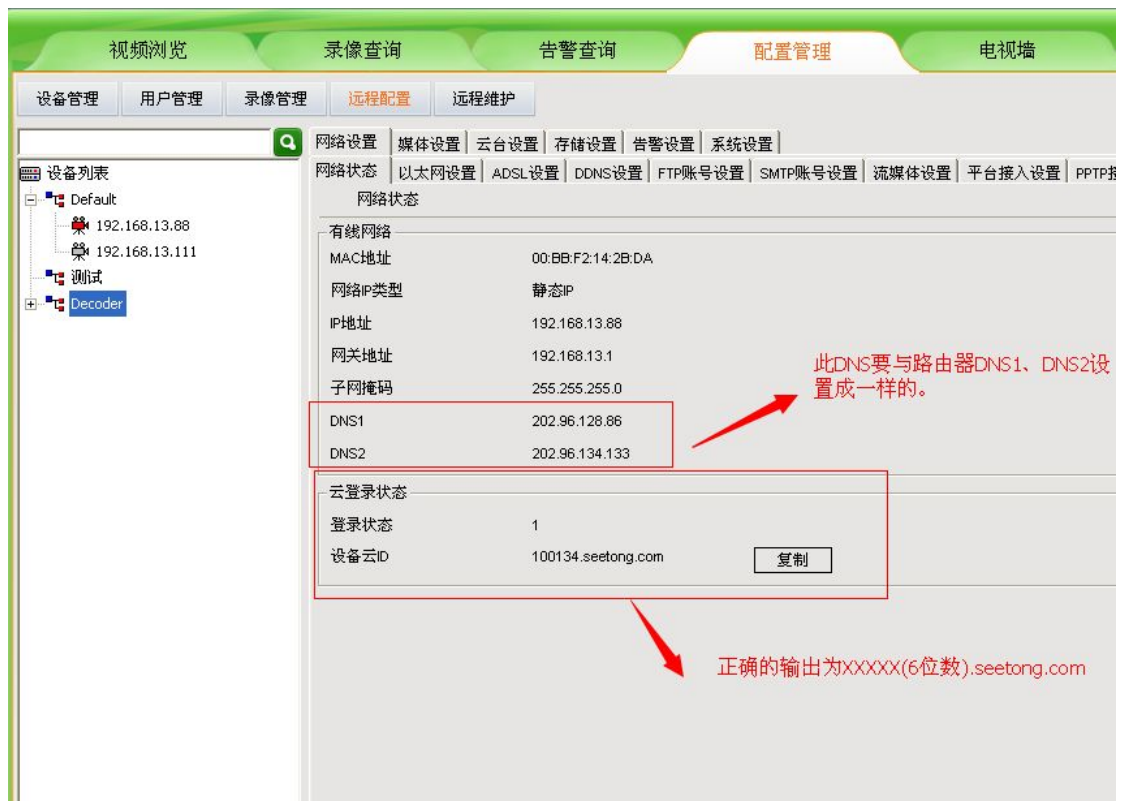 视频浏览
录像查询
告警查询
配置管理
电视墙
设备管理
用户管理
录像管理
远程配置
远程维护
网络设置
媒体设置
云台设置
存储设置
告警设置
系统设置
设备列表
网络状态
以太网设置
ADSL设置
DDNS设置
FTP账号设置
SMTP账号设置
流媒体设置
平台接入设置
PPTP接
Default
网络状态
192.168.13.88
有线网络
192.168.13.111
MAC地址
00:BB:F2:14:2B:DA
测试
网络IP类型
静态IP
Decoder
IP地址
192.168.13.88
网关地址
192.168.13.1
此DNS要与路由器DNS1、DNS2设
置成一样的。
子网掩码
255.255.255.0
DNS1
202.96.128.86
DNS2
202.96.134.133
云登录状态
登录状态
1
设备云ID
100134.seetong.com
复制
正确的输出为XXXXX(6位数).seetong.com